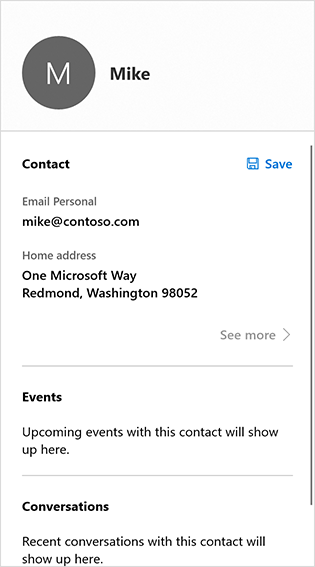 M
Mike
Contact
Save
Email Personal
mike@contoso.com
Home address
One Microsoft Way
Redmond, Washington 98052
See more
Events
Upcoming events with this contact will show
up here.
Conversations
Recent conversations with this contact will
show up here.